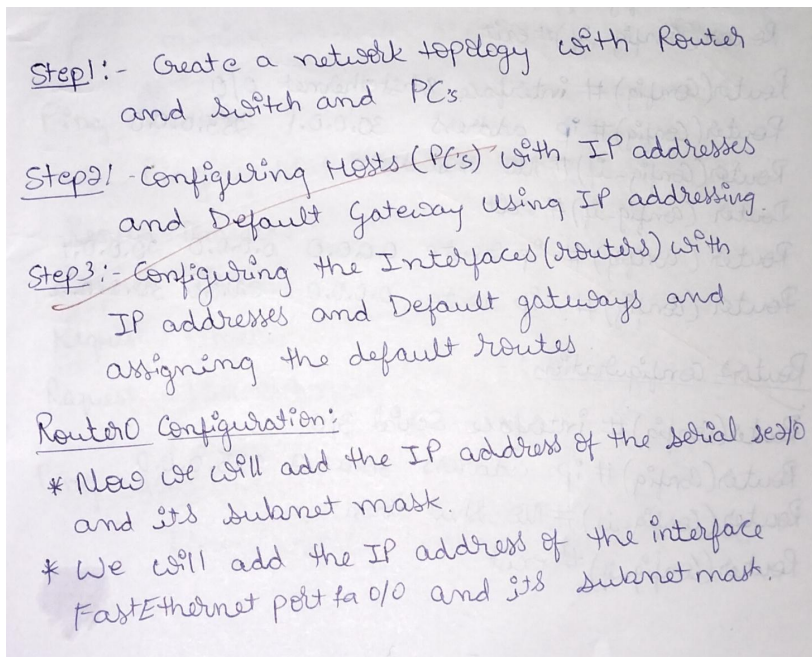 Step1:- Create a network topology with Router
and switch and PCs
Step2:- Configuring Hosts (PCs) with IP addresses
and Default Gateway using IP addressing.
Step3:- Configuring the Interfaces (routers) with
IP addresses and Default gateways and
assigning the default routes
Router0 Configuration:-
* Now we will add the IP address of the serial se2/0
and its subnet mask
* We will add the IP address of the interface
FastEthernet port fa 0/0 and its subnet mask.